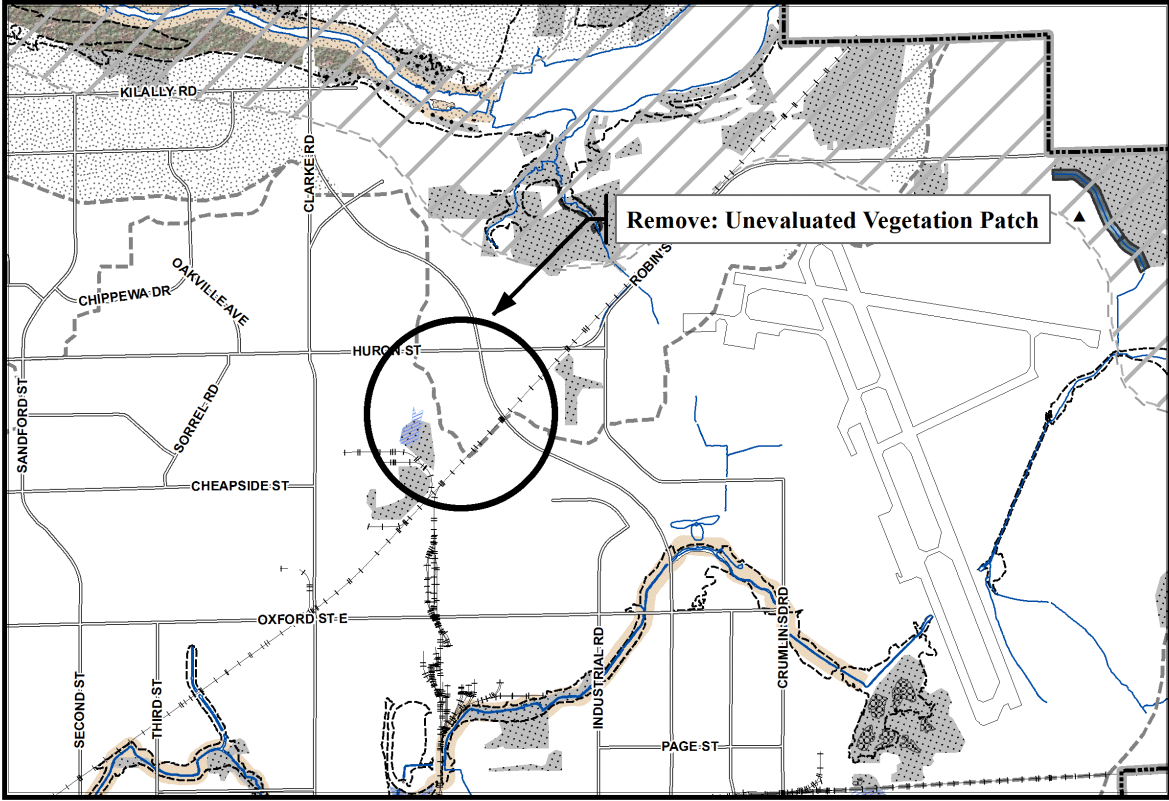 KILALLY RD
CLARKE RD
Remove: Unevaluated Vegetation Patch
ROBIN'S
OAKVILLE AVE
CHIPPEWA DR
HURON ST
SANDFORD ST
SORREL RD
CHEAPSIDE ST
OXFORD ST E
CRUMLIN SDRD
INDUSTRIAL RD
SECOND ST
THIRD ST
PAGE ST